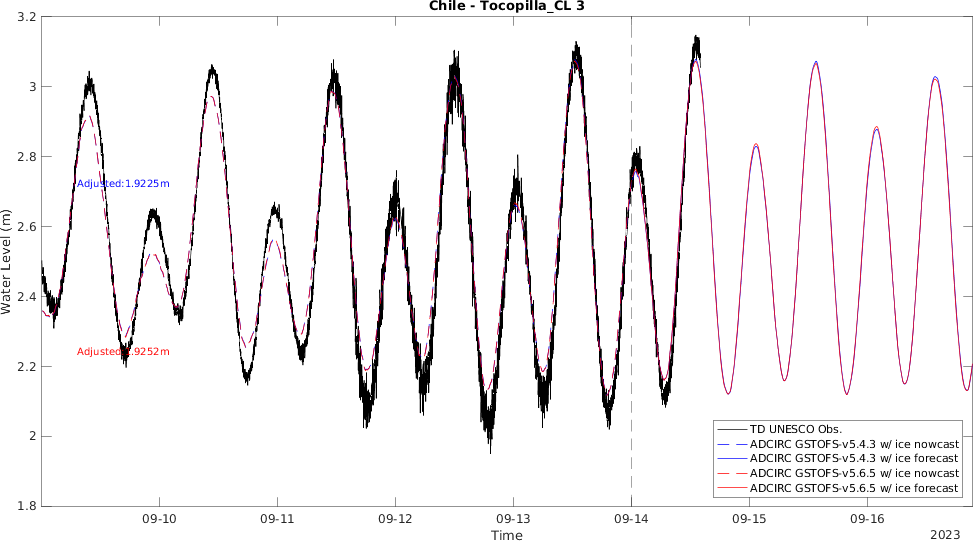 Chile - Tocopilla_CL 3
3.2
3
2.8
2.6
2.4
2.2
2
1.8
Water Level (m)
Adjusted:1.9225m
Adjusted:1.9252m
TD UNESCO Obs.
ADCIRC GSTOFS-v5.4.3 w/ ice nowcast
ADCIRC GSTOFS-v5.4.3 w/ ice forecast
ADCIRC GSTOFS-v5.6.5 w/ ice nowcast
ADCIRC GSTOFS-v5.6.5 w/ ice forecast
09-10 09-11 09-12 09-13 09-14 09-15 09-16
Time
2023